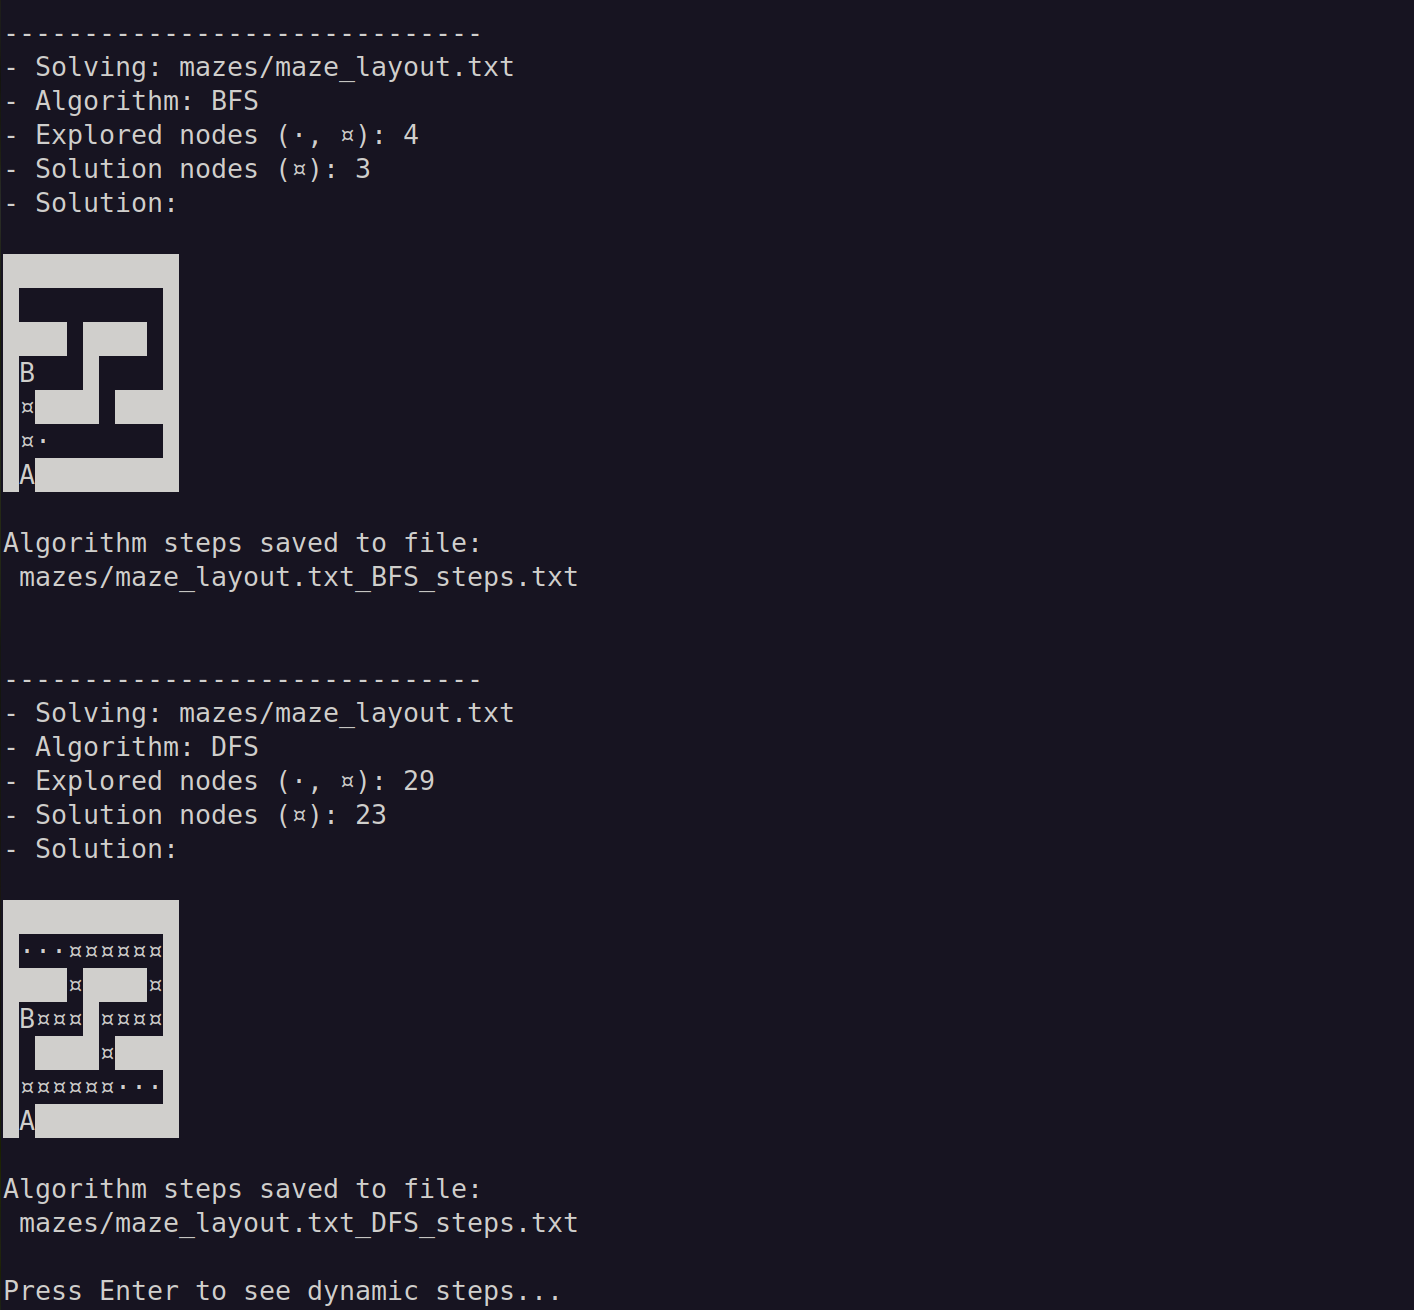 ------------------------------
- Solving: mazes/maze_layout.txt
- Algorithm: BFS
- Explored nodes (·, ¤): 4
- Solution nodes (¤): 3
- Solution:
B
¤
¤·
A
Algorithm steps saved to file:
mazes/maze_layout.txt_BFS_steps.txt
------------------------------
- Solving: mazes/maze_layout.txt
- Algorithm: DFS
- Explored nodes (·, ¤): 29
- Solution nodes (¤): 23
- Solution:
···¤¤¤¤¤¤
¤ ¤
B¤¤¤ ¤¤¤¤
¤
¤¤¤¤¤¤···
A
Algorithm steps saved to file:
mazes/maze_layout.txt_DFS_steps.txt
Press Enter to see dynamic steps...